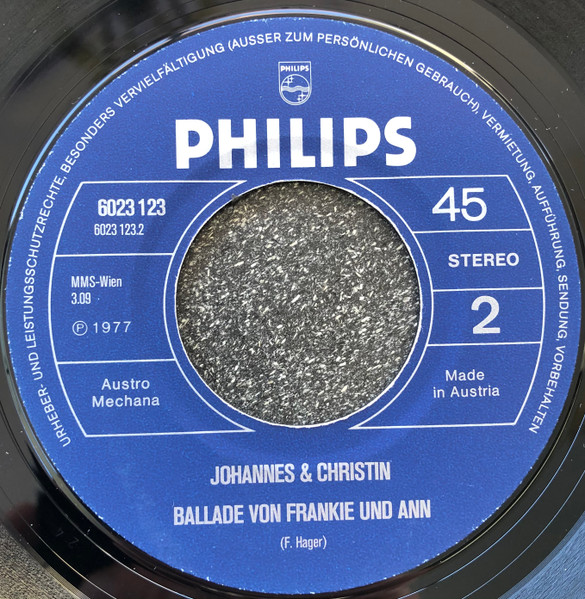 URHEBER- UND LEISTUNGSSCHUTZRECHTE, BESONDERS VERVIELFÄLTIGUNG (AUSSER ZUM PERSÖNLICHEN GEBRAUCH), VERMIETUNG, AUFFÜHRUNG, SENDUNG, VORBEHALTEN
PHILIPS
PHILIPS
6023 123
6023 123.2
45
STEREO
MMS-Wien
3.09
℗ 1977
2
Austro
Mechana
Made
in Austria
JOHANNES & CHRISTIN
BALLADE VON FRANKIE UND ANN
(F. Hager)